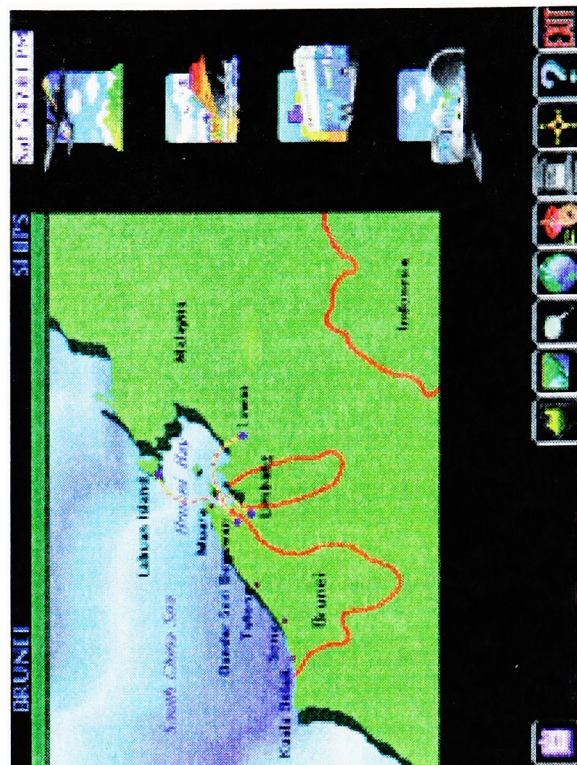 BRUNEI
SHIPS
South China Sea
Labuan Island
Brunei Bay
Muara
Malaysia
Bandar Seri Begawan
Lawas
Limbang
Tutong
Seria
Kuala Belait
Brunei
Indonesia
?
EXIT